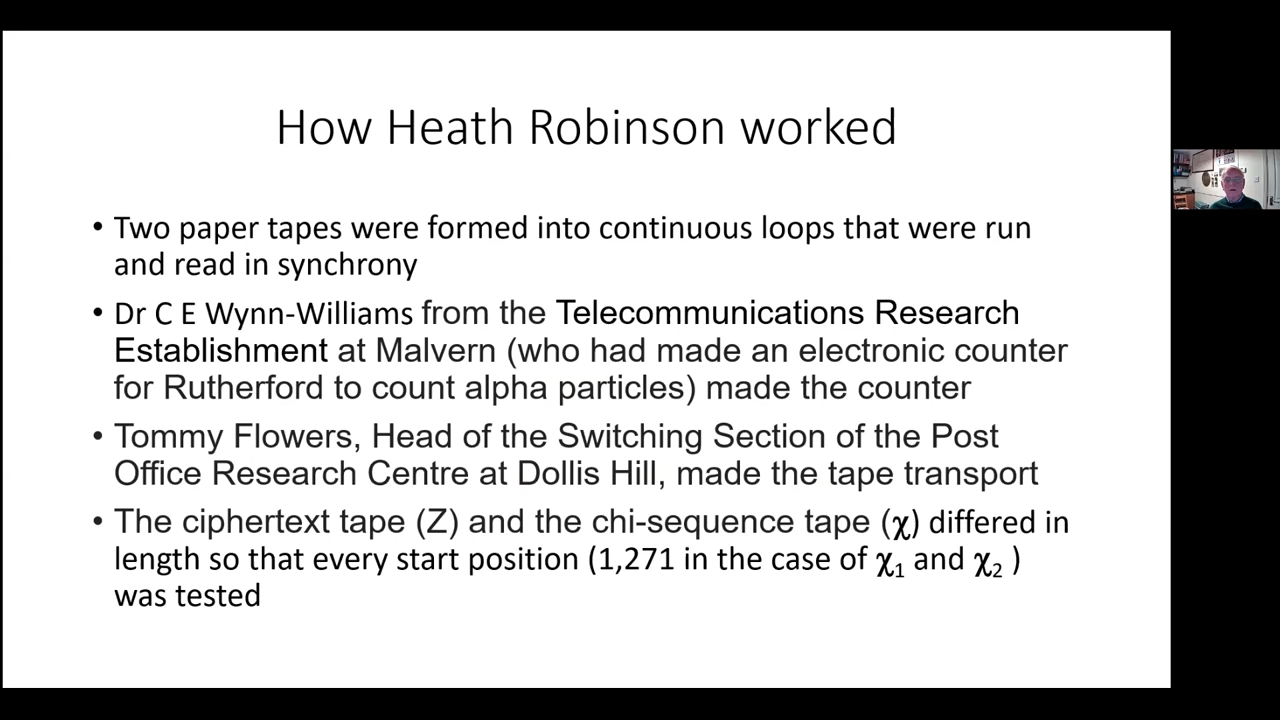 How Heath Robinson worked
• Two paper tapes were formed into continuous loops that were run
and read in synchrony
• Dr C E Wynn-Williams from the Telecommunications Research
Establishment at Malvern (who had made an electronic counter
for Rutherford to count alpha particles) made the counter
• Tommy Flowers, Head of the Switching Section of the Post
Office Research Centre at Dollis Hill, made the tape transport
• The ciphertext tape (Z) and the chi-sequence tape (χ) differed in
length so that every start position (1,271 in the case of χ₁ and χ₂ )
was tested